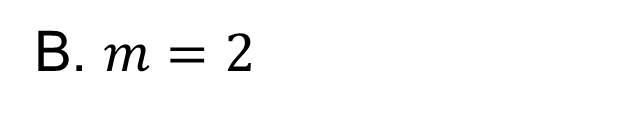 B. m = 2